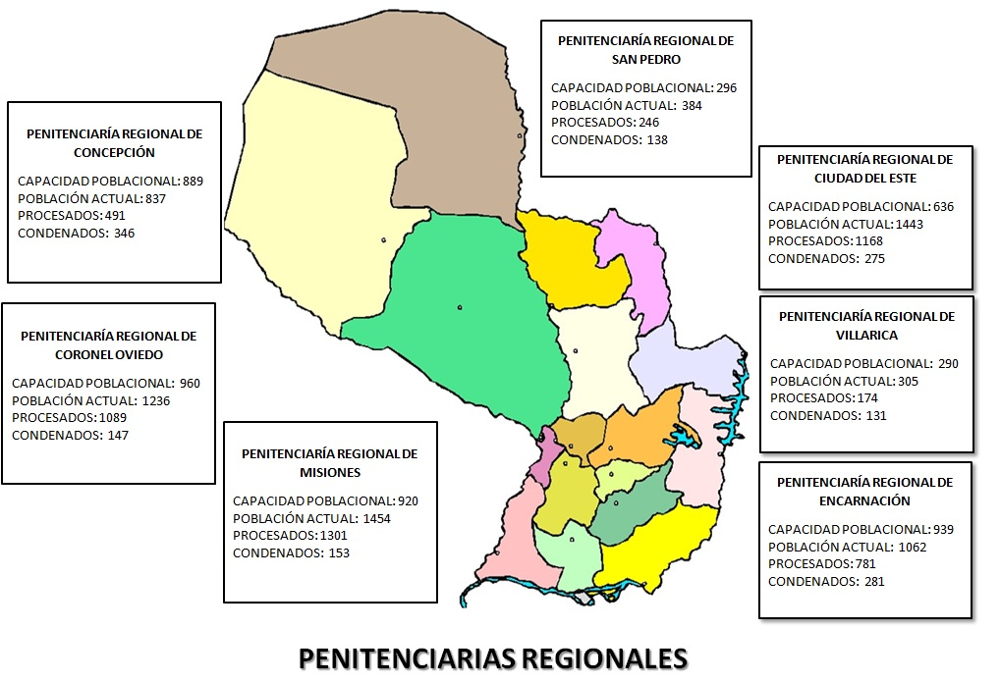 PENITENCIARÍA REGIONAL DE
SAN PEDRO
CAPACIDAD POBLACIONAL: 296
POBLACIÓN ACTUAL: 384
PROCESADOS: 246
CONDENADOS: 138
PENITENCIARÍA REGIONAL DE
CONCEPCIÓN
CAPACIDAD POBLACIONAL: 889
POBLACIÓN ACTUAL: 837
PROCESADOS: 491
CONDENADOS: 346
PENITENCIARÍA REGIONAL DE
CIUDAD DEL ESTE
CAPACIDAD POBLACIONAL: 636
POBLACIÓN ACTUAL: 1443
PROCESADOS: 1168
CONDENADOS: 275
PENITENCIARÍA REGIONAL DE
CORONEL OVIEDO
CAPACIDAD POBLACIONAL: 960
POBLACIÓN ACTUAL: 1236
PROCESADOS: 1089
CONDENADOS: 147
PENITENCIARÍA REGIONAL DE
VILLARICA
CAPACIDAD POBLACIONAL: 290
POBLACIÓN ACTUAL: 305
PROCESADOS: 174
CONDENADOS: 131
PENITENCIARÍA REGIONAL DE
MISIONES
CAPACIDAD POBLACIONAL: 920
POBLACIÓN ACTUAL: 1454
PROCESADOS: 1301
CONDENADOS: 153
PENITENCIARÍA REGIONAL DE
ENCARNACIÓN
CAPACIDAD POBLACIONAL: 939
POBLACIÓN ACTUAL: 1062
PROCESADOS: 781
CONDENADOS: 281
PENITENCIARIAS REGIONALES